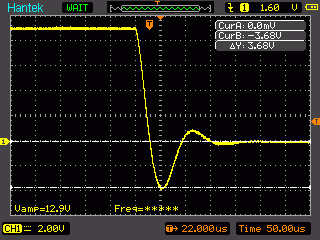 Hantek WAIT T 1 1.60 V
T CurA: 0.0mV
CurB: -3.68V
ΔY: 3.68V
T
1
Vamp=12.9V Freq=*****
CH1 2.00V T 22.000us Time 50.00us